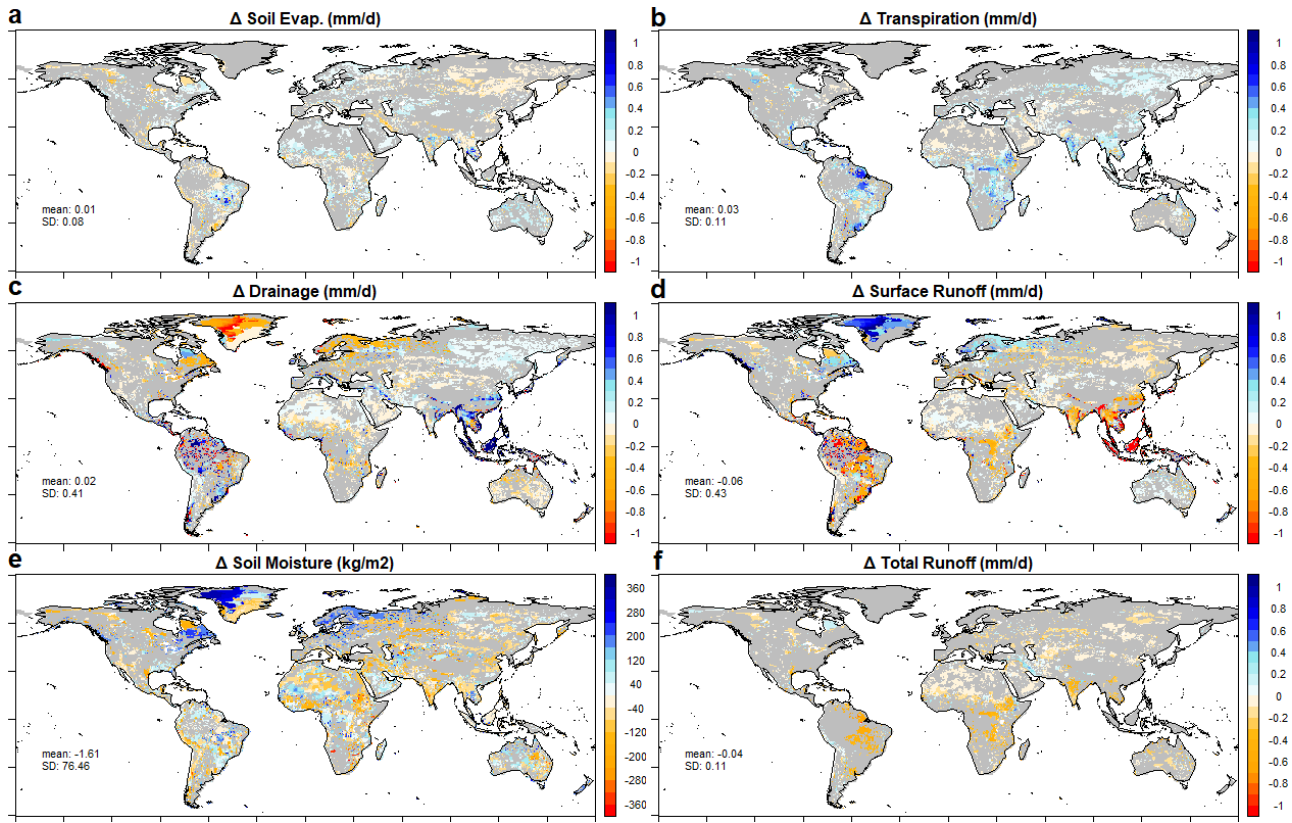 a
Δ Soil Evap. (mm/d)
mean: 0.01
SD: 0.08
1
0.8
0.6
0.4
0.2
0
-0.2
-0.4
-0.6
-0.8
-1
b
Δ Transpiration (mm/d)
mean: 0.03
SD: 0.11
1
0.8
0.6
0.4
0.2
0
-0.2
-0.4
-0.6
-0.8
-1
c
Δ Drainage (mm/d)
mean: 0.02
SD: 0.41
1
0.8
0.6
0.4
0.2
0
-0.2
-0.4
-0.6
-0.8
-1
d
Δ Surface Runoff (mm/d)
mean: -0.06
SD: 0.43
1
0.8
0.6
0.4
0.2
0
-0.2
-0.4
-0.6
-0.8
-1
e
Δ Soil Moisture (kg/m2)
mean: -1.61
SD: 76.46
360
280
200
120
40
-40
-120
-200
-280
-360
f
Δ Total Runoff (mm/d)
mean: -0.04
SD: 0.11
1
0.8
0.6
0.4
0.2
0
-0.2
-0.4
-0.6
-0.8
-1